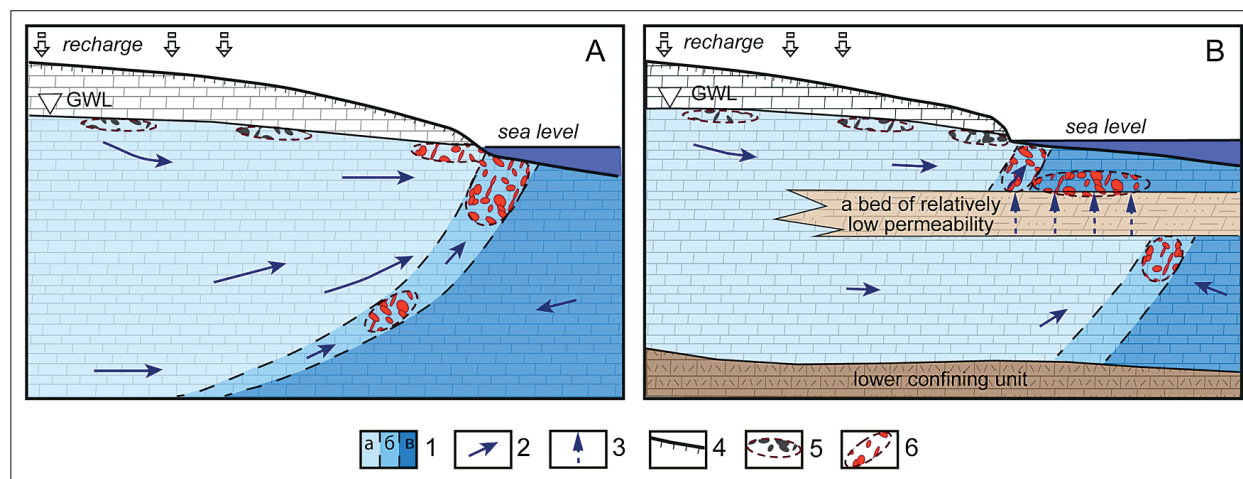 recharge
A
GWL
sea level
recharge
B
GWL
sea level
a bed of relatively
low permeability
lower confining unit
а б в 1 2 3 4 5 6